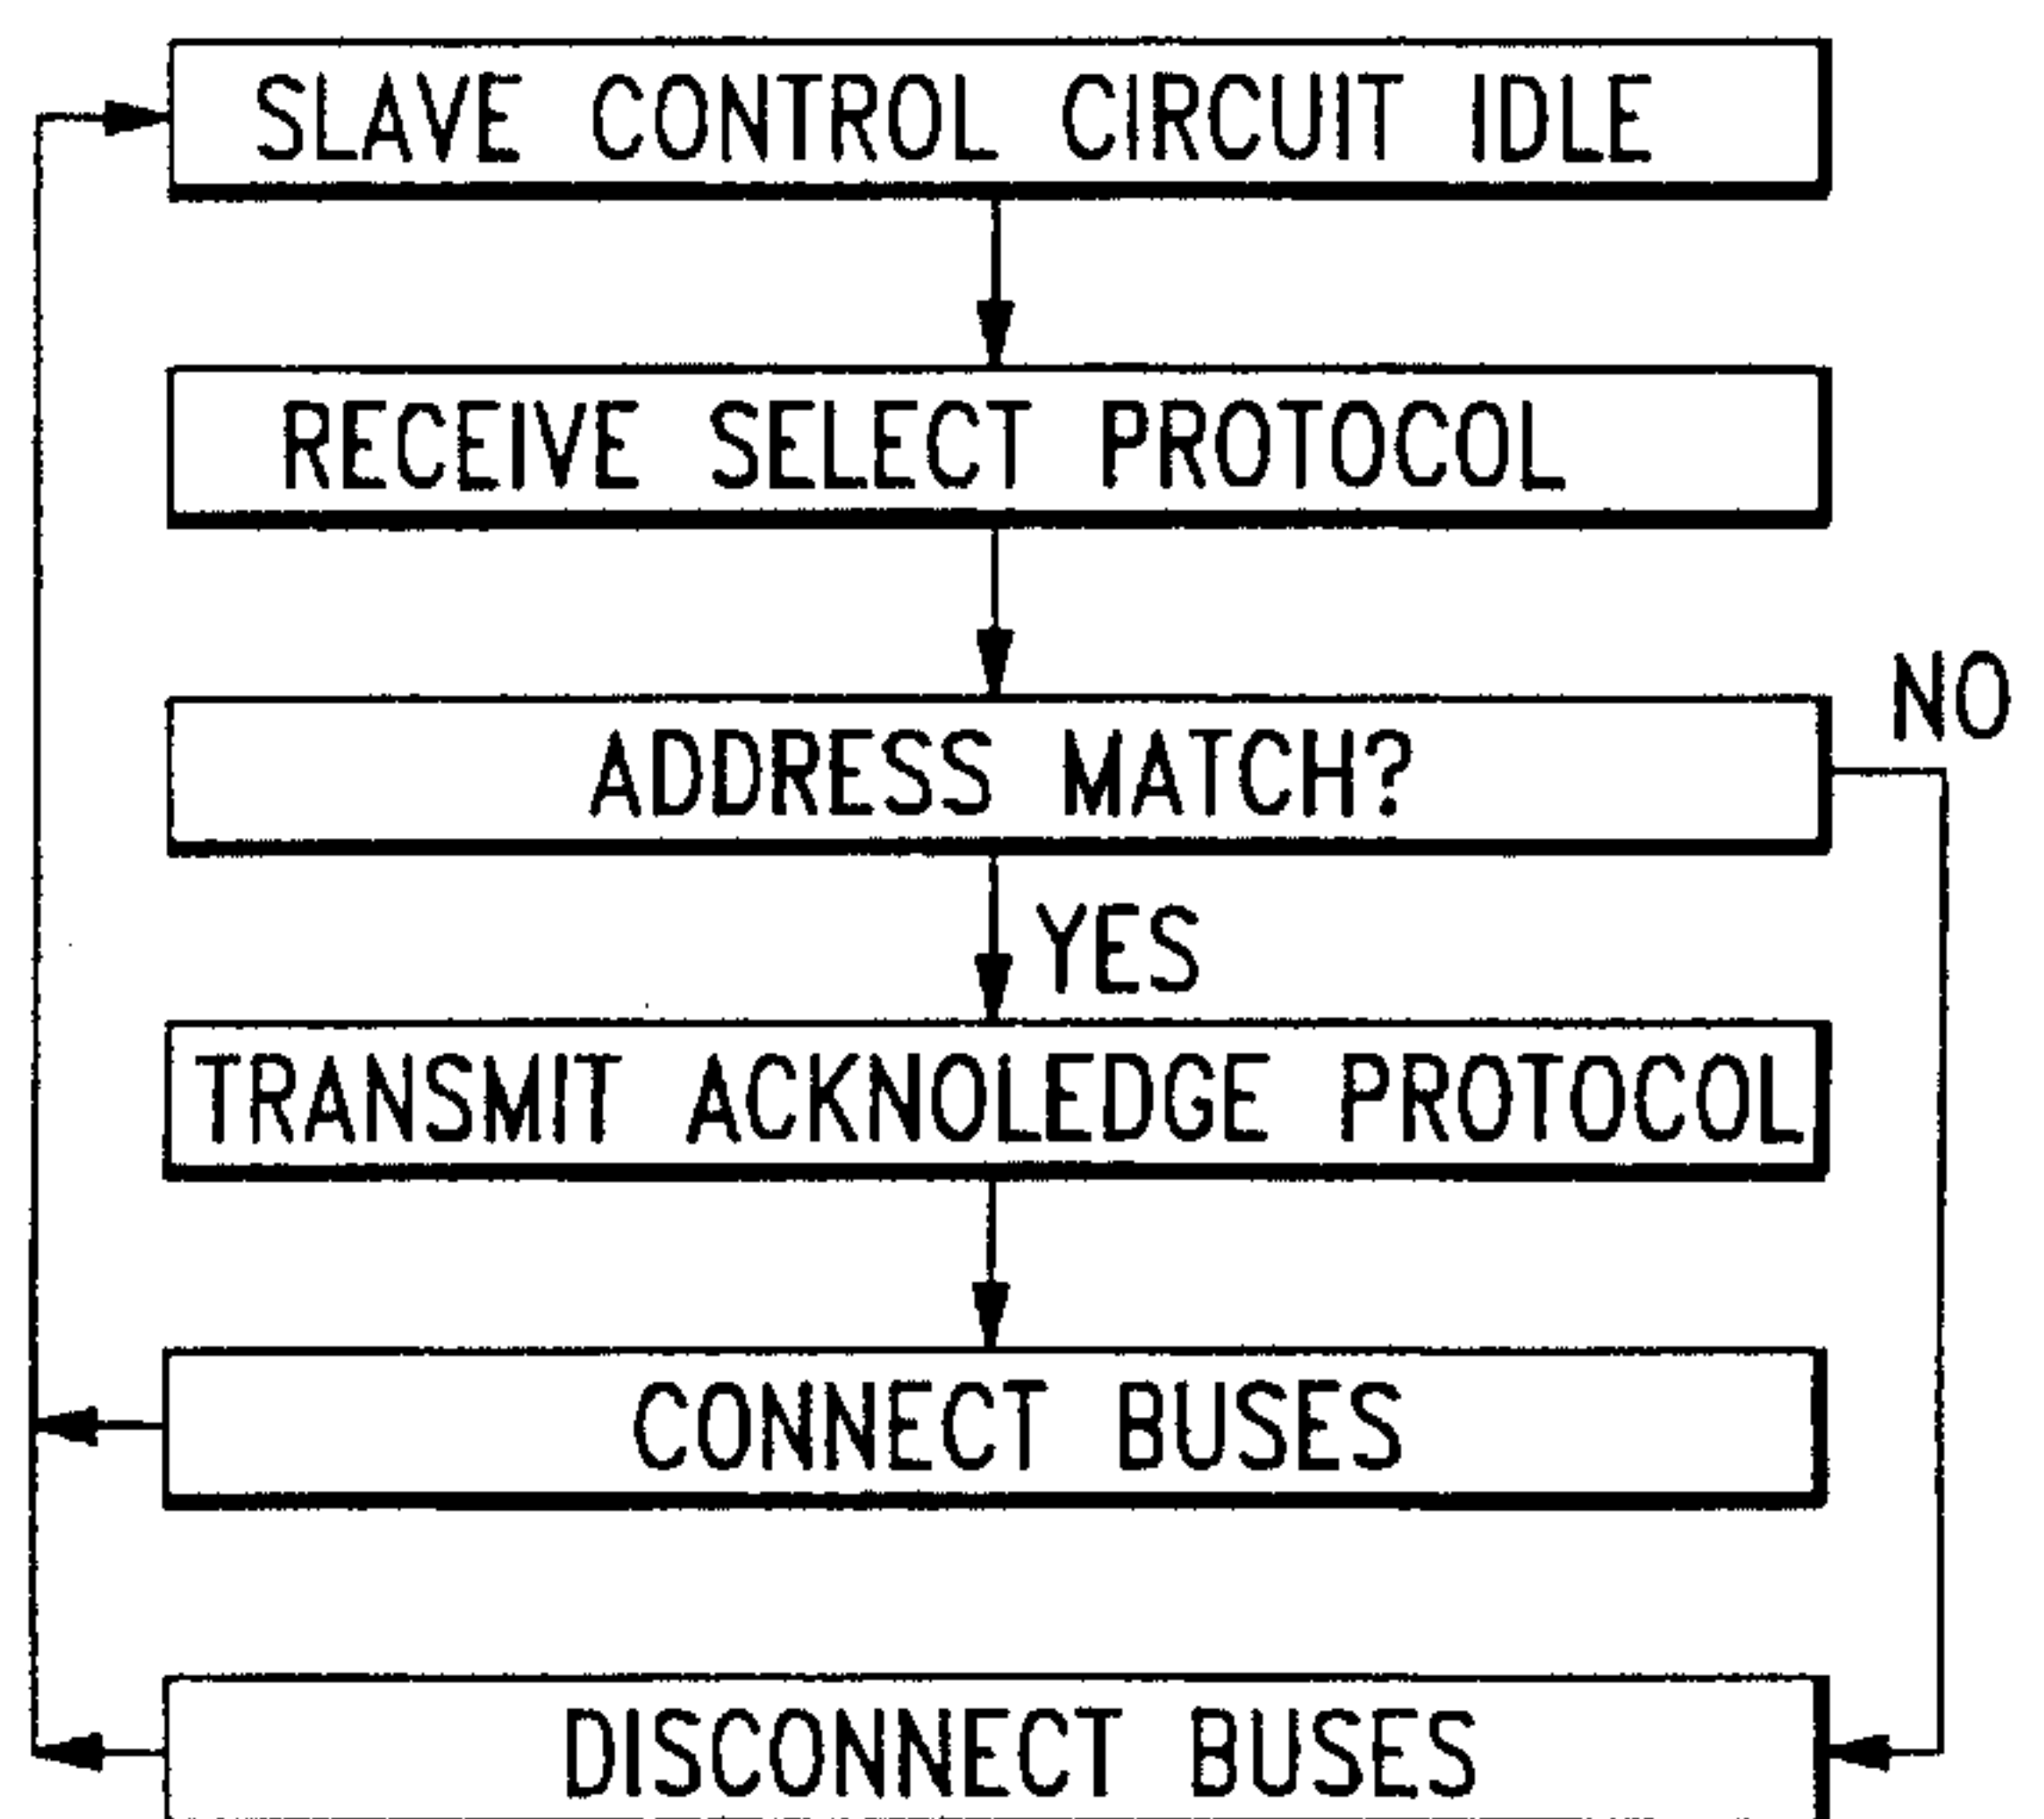 SLAVE CONTROL CIRCUIT IDLE
RECEIVE SELECT PROTOCOL
NO
ADDRESS MATCH?
YES
TRANSMIT ACKNOLEDGE PROTOCOL
CONNECT BUSES
DISCONNECT BUSES